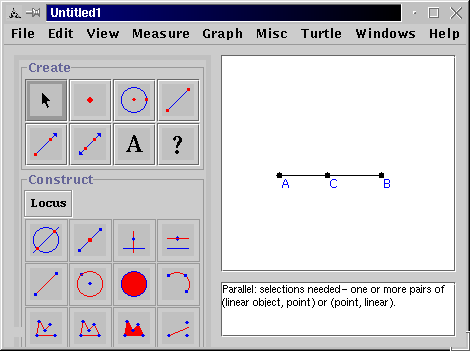 Untitled1
File Edit View Measure Graph Misc Turtle Windows Help
Create
A ?
Construct
Locus
A C B
Parallel: selections needed- one or more pairs of
(linear object, point) or (point, linear).